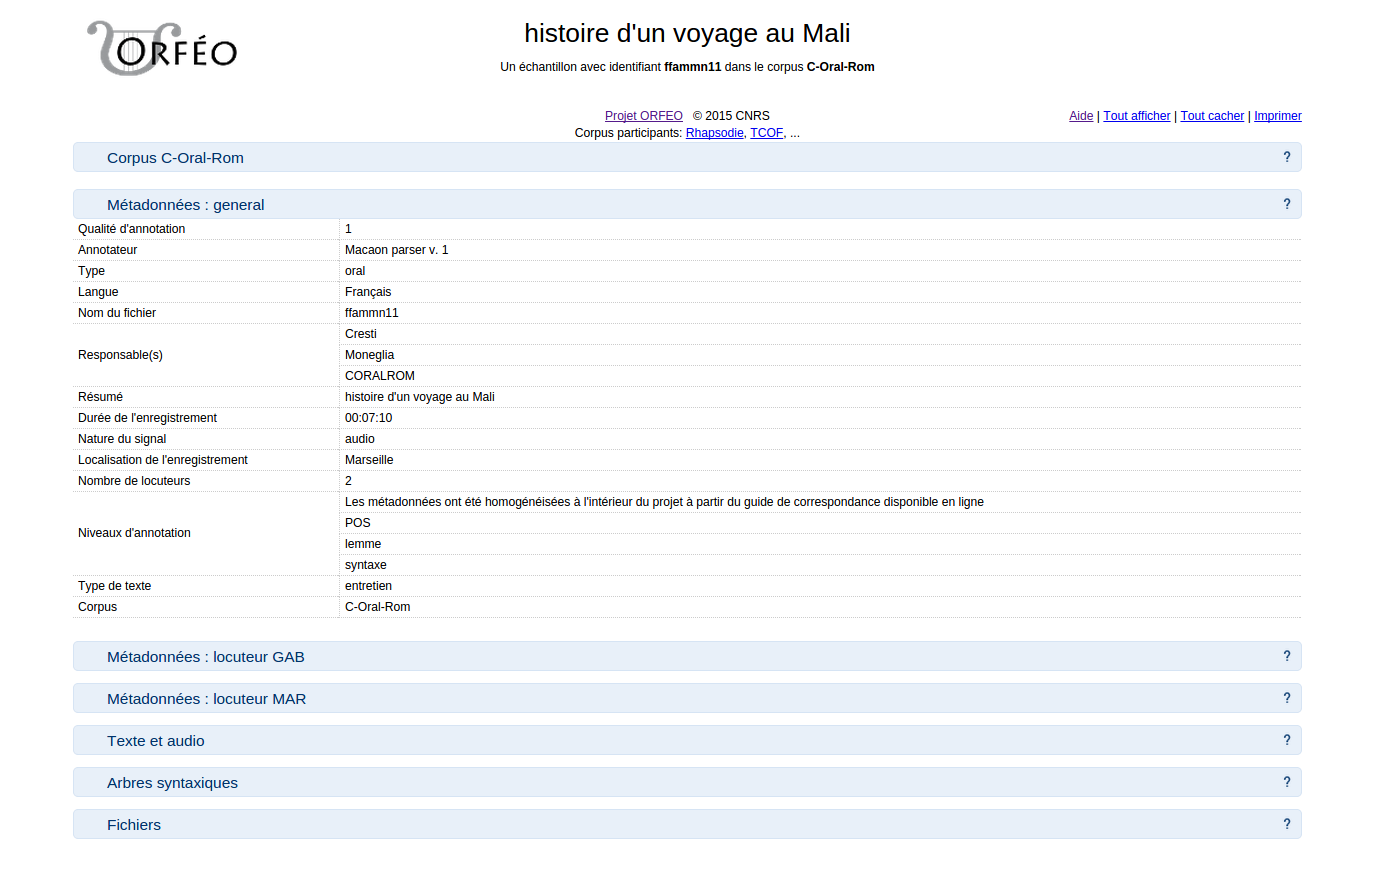 ORFÉO
histoire d'un voyage au Mali
Un échantillon avec identifiant ffammn11 dans le corpus C-Oral-Rom
Projet ORFEO © 2015 CNRS
Aide | Tout afficher | Tout cacher | Imprimer
Corpus participants: Rhapsodie, TCOF, ...
Corpus C-Oral-Rom ?
Métadonnées : general ?
Qualité d'annotation 1
Annotateur Macaon parser v. 1
Type oral
Langue Français
Nom du fichier ffammn11
Responsable(s) Cresti
Moneglia
CORALROM
Résumé histoire d'un voyage au Mali
Durée de l'enregistrement 00:07:10
Nature du signal audio
Localisation de l'enregistrement Marseille
Nombre de locuteurs 2
Niveaux d'annotation Les métadonnées ont été homogénéisées à l'intérieur du projet à partir du guide de correspondance disponible en ligne
POS
lemme
syntaxe
Type de texte entretien
Corpus C-Oral-Rom
Métadonnées : locuteur GAB ?
Métadonnées : locuteur MAR ?
Texte et audio ?
Arbres syntaxiques ?
Fichiers ?